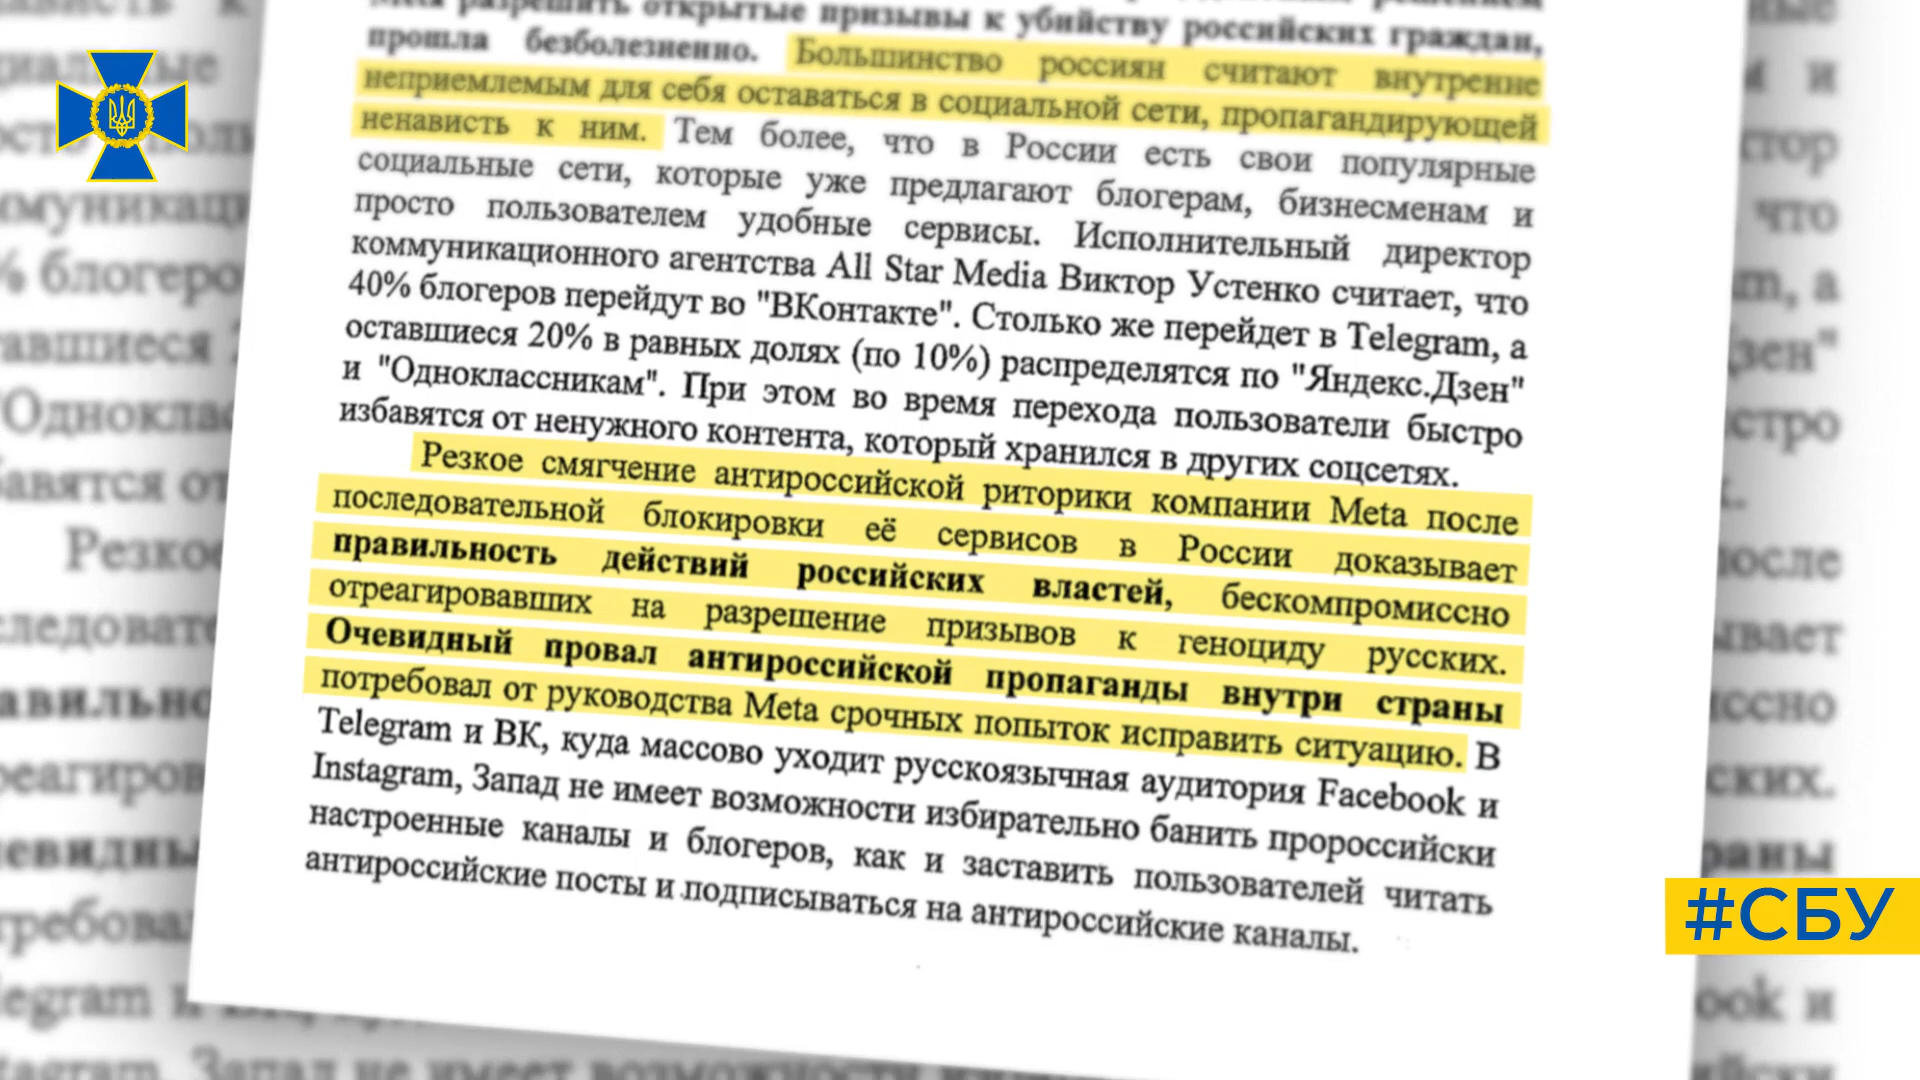 Meta разрешить открытые призывы к убийству российских граждан,
прошла безболезненно. Большинство россиян считают внутренне
неприемлемым для себя оставаться в социальной сети, пропагандирующей
ненависть к ним. Тем более, что в России есть свои популярные
социальные сети, которые уже предлагают блогерам, бизнесменам и
просто пользователем удобные сервисы. Исполнительный директор
коммуникационного агентства All Star Media Виктор Устенко считает, что
40% блогеров перейдут во "ВКонтакте". Столько же перейдет в Telegram, а
оставшиеся 20% в равных долях (по 10%) распределятся по "Яндекс.Дзен"
и "Одноклассникам". При этом во время перехода пользователи быстро
избавятся от ненужного контента, который хранился в других соцсетях.
Резкое смягчение антироссийской риторики компании Meta после
последовательной блокировки её сервисов в России доказывает
правильность действий российских властей, бескомпромиссно
отреагировавших на разрешение призывов к геноциду русских.
Очевидный провал антироссийской пропаганды внутри страны
потребовал от руководства Meta срочных попыток исправить ситуацию. В
Telegram и ВК, куда массово уходит русскоязычная аудитория Facebook и
Instagram, Запад не имеет возможности избирательно банить пророссийски
настроенные каналы и блогеров, как и заставить пользователей читать
антироссийские посты и подписываться на антироссийские каналы.
#СБУ